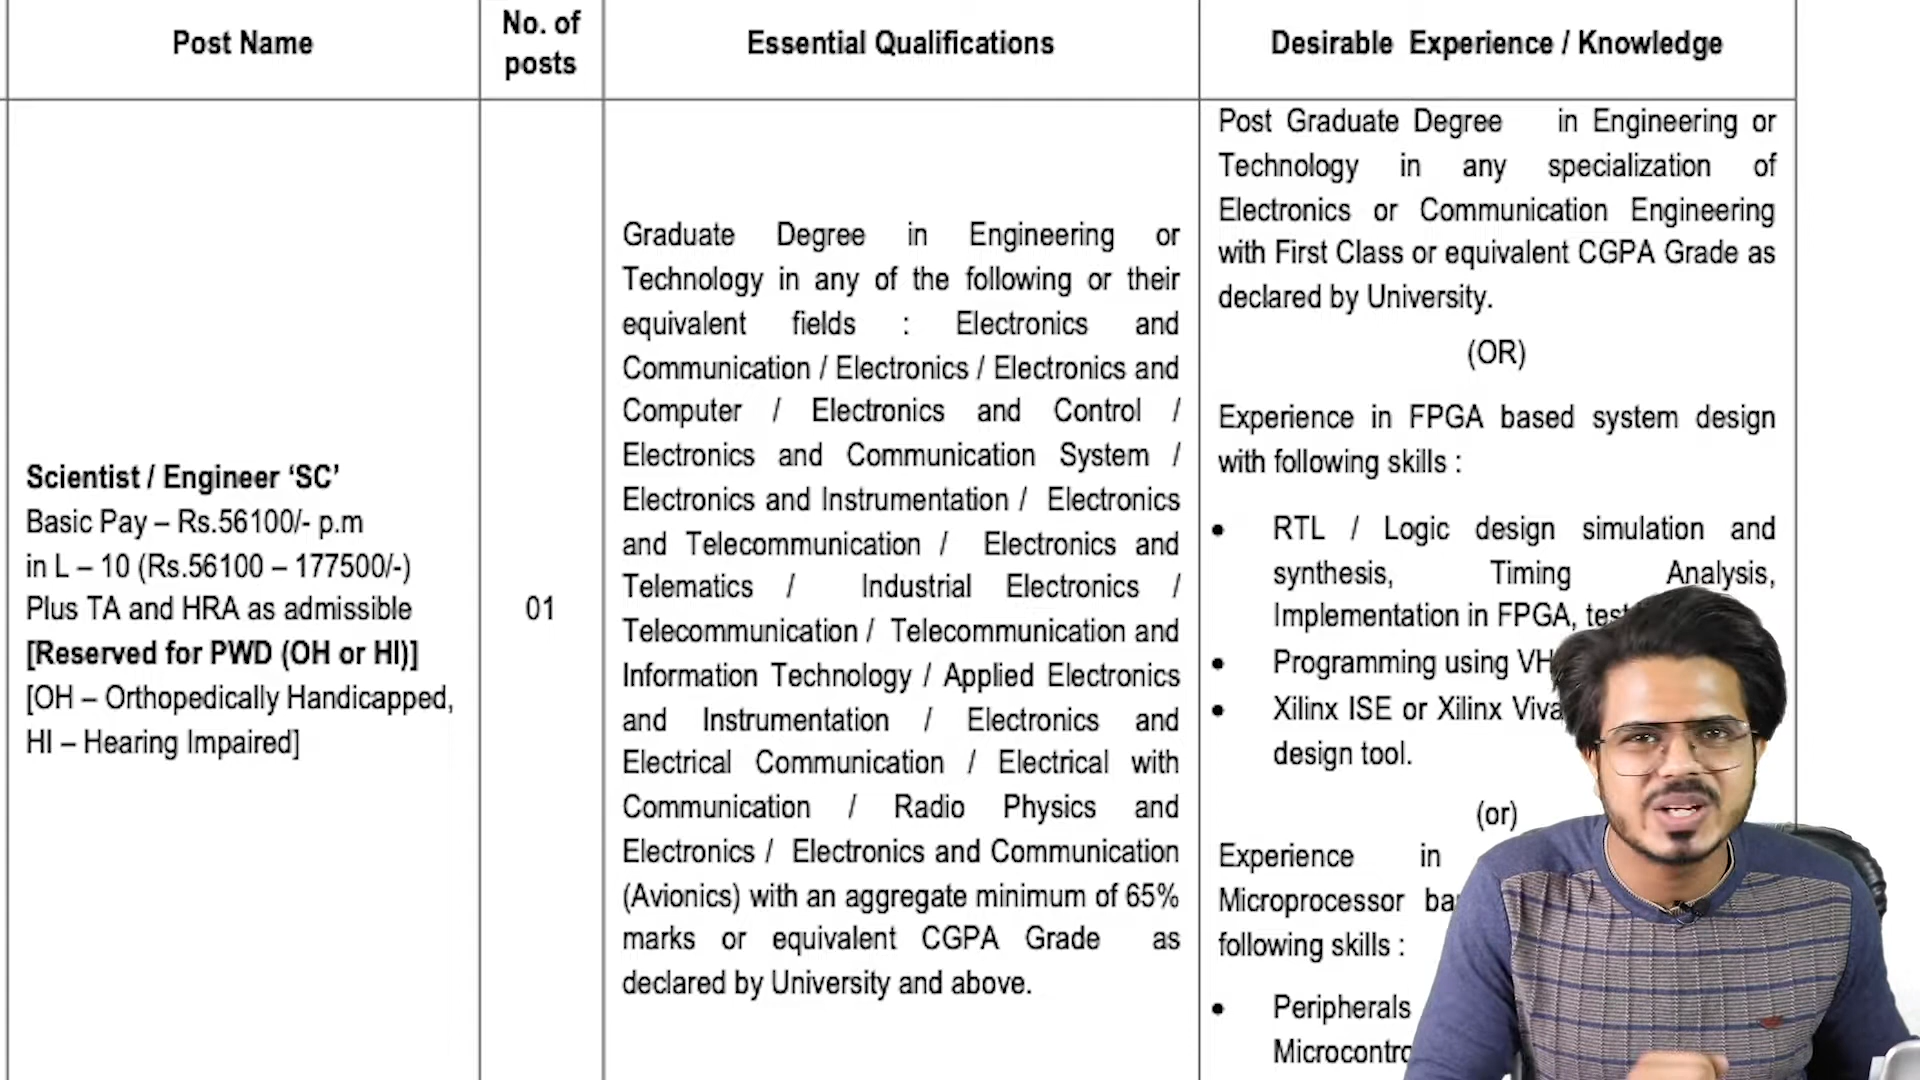 Post Name
No. of
posts
Essential Qualifications
Desirable Experience / Knowledge
Scientist / Engineer ‘SC’
Basic Pay – Rs.56100/- p.m
in L – 10 (Rs.56100 – 177500/-)
Plus TA and HRA as admissible
[Reserved for PWD (OH or HI)]
[OH – Orthopedically Handicapped,
HI – Hearing Impaired]
01
Graduate Degree in Engineering or
Technology in any of the following or their
equivalent fields : Electronics and
Communication / Electronics / Electronics and
Computer / Electronics and Control /
Electronics and Communication System /
Electronics and Instrumentation / Electronics
and Telecommunication / Electronics and
Telematics / Industrial Electronics /
Telecommunication / Telecommunication and
Information Technology / Applied Electronics
and Instrumentation / Electronics and
Electrical Communication / Electrical with
Communication / Radio Physics and
Electronics / Electronics and Communication
(Avionics) with an aggregate minimum of 65%
marks or equivalent CGPA Grade as
declared by University and above.
Post Graduate Degree in Engineering or
Technology in any specialization of
Electronics or Communication Engineering
with First Class or equivalent CGPA Grade as
declared by University.
(OR)
Experience in FPGA based system design
with following skills :
• RTL / Logic design simulation and
synthesis, Timing Analysis,
Implementation in FPGA,
• Programming using
• Xilinx ISE or Xilinx
design tool.
(or)
Experience in
Microprocessor
following skills :
• Peripherals